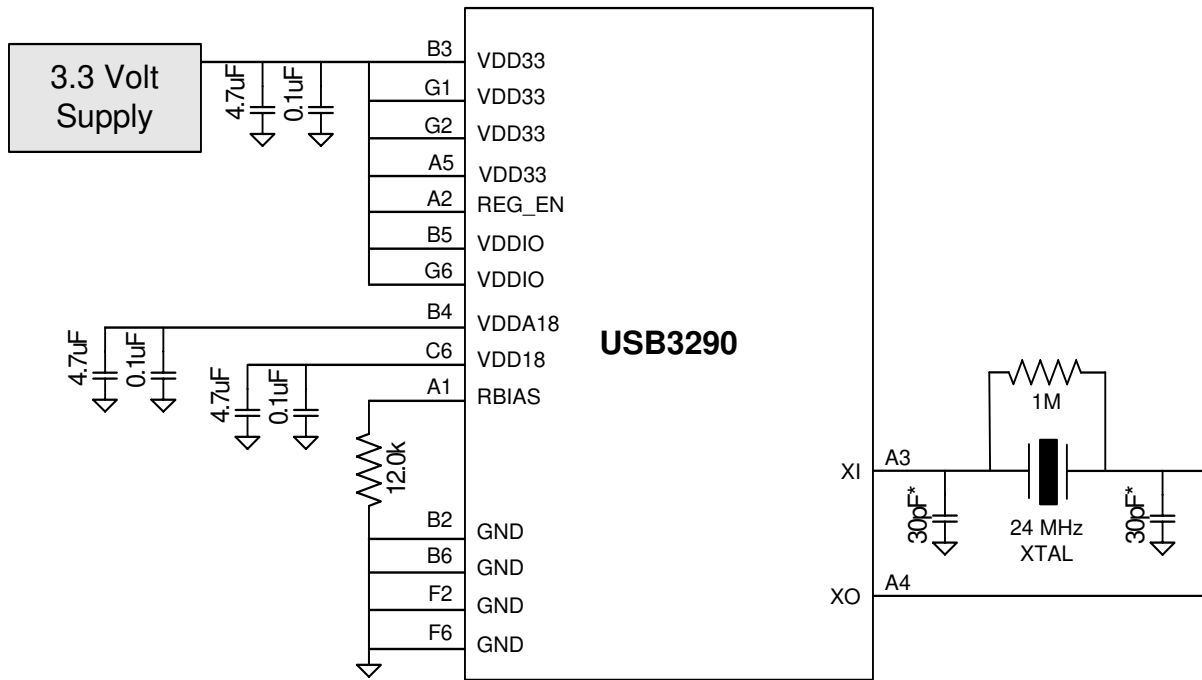 3.3 Volt
Supply
4.7uF
0.1uF
B3
VDD33
G1
VDD33
G2
VDD33
A5
VDD33
A2
REG_EN
B5
VDDIO
G6
VDDIO
B4
VDDA18
4.7uF
0.1uF
C6
VDD18
4.7uF
0.1uF
A1
RBIAS
12.0k
B2
GND
B6
GND
F2
GND
F6
GND
USB3290
1M
XI
A3
30pF*
24 MHz
XTAL
30pF*
XO
A4